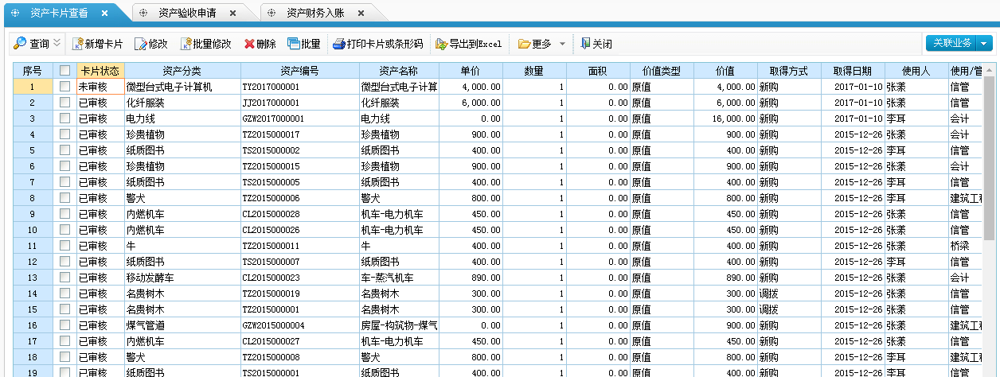 资产卡片查看 资产验收申请 资产财务入账
查询 新增卡片 修改 批量修改 删除 批量 打印卡片或条形码 导出到Excel 更多 关闭 关联业务
序号 卡片状态 资产分类 资产编号 资产名称 单价 数量 面积 价值类型 价值 取得方式 取得日期 使用人 使用/管
1 未审核 微型台式电子计算机 TY2017000001 微型台式电子计算 4,000.00 1 0.00 原值 4,000.00 新购 2017-01-10 张漾 信管
2 已审核 化纤服装 JJ2017000001 化纤服装 6,000.00 1 0.00 原值 6,000.00 新购 2017-01-10 张漾 信管
3 已审核 电力线 GZW2017000001 电力线 0.00 1 0.00 原值 16,000.00 新购 2017-01-10 李耳 会计
4 已审核 珍贵植物 TZ2015000017 珍贵植物 900.00 1 0.00 原值 900.00 新购 2015-12-26 张漾 会计
5 已审核 纸质图书 TS2015000002 纸质图书 400.00 1 0.00 原值 400.00 新购 2015-12-26 李耳 信管
6 已审核 珍贵植物 TZ2015000015 珍贵植物 900.00 1 0.00 原值 900.00 新购 2015-12-26 张漾 会计
7 已审核 纸质图书 TS2015000005 纸质图书 400.00 1 0.00 原值 400.00 新购 2015-12-26 李耳 信管
8 已审核 警犬 TZ2015000006 警犬 800.00 1 0.00 原值 800.00 新购 2015-12-26 李耳 建筑工程
9 已审核 内燃机车 CL2015000028 机车-电力机车 450.00 1 0.00 原值 450.00 新购 2015-12-26 张漾 信管
10 已审核 内燃机车 CL2015000026 机车-电力机车 450.00 1 0.00 原值 450.00 新购 2015-12-26 张漾 信管
11 已审核 牛 TZ2015000011 牛 400.00 1 0.00 原值 400.00 新购 2015-12-26 张漾 桥梁
12 已审核 纸质图书 TS2015000007 纸质图书 400.00 1 0.00 原值 400.00 新购 2015-12-26 李耳 信管
13 已审核 移动发酵车 CL2015000023 车-蒸汽机车 890.00 1 0.00 原值 890.00 新购 2015-12-26 张漾 会计
14 已审核 名贵树木 TZ2015000019 名贵树木 300.00 1 0.00 原值 300.00 调拨 2015-12-26 张漾 信管
15 已审核 名贵树木 TZ2015000001 名贵树木 300.00 1 0.00 原值 300.00 调拨 2015-12-26 张漾 信管
16 已审核 煤气管道 GZW2015000004 房屋-构筑物-煤气 0.00 1 0.00 原值 900.00 新购 2015-12-26 张漾 建筑工程
17 已审核 内燃机车 CL2015000027 机车-电力机车 450.00 1 0.00 原值 450.00 新购 2015-12-26 张漾 信管
18 已审核 警犬 TZ2015000008 警犬 800.00 1 0.00 原值 800.00 新购 2015-12-26 李耳 建筑工程
19 已审核 纸质图书 TS2015000001 纸质图书 400.00 1 0.00 原值 400.00 新购 2015-12-26 李耳 信管